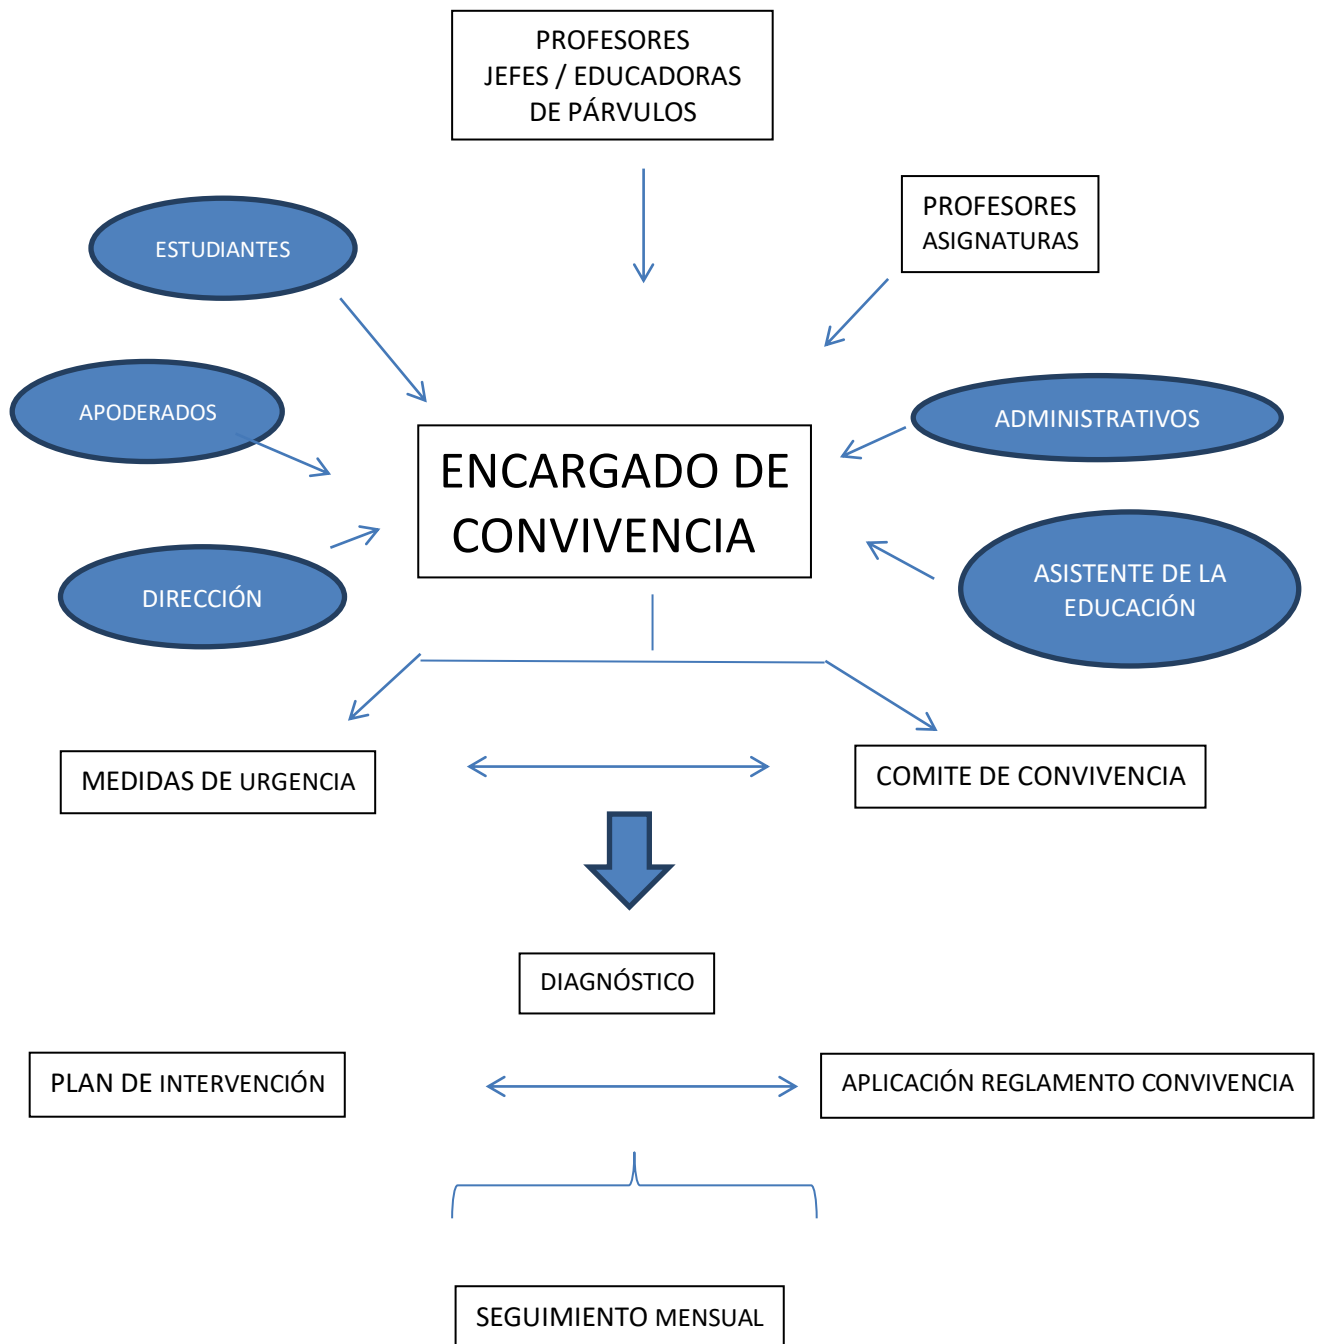 PROFESORES
JEFES / EDUCADORAS
DE PÁRVULOS
PROFESORES
ASIGNATURAS
ESTUDIANTES
APODERADOS
ADMINISTRATIVOS
ENCARGADO DE
CONVIVENCIA
DIRECCIÓN
ASISTENTE DE LA
EDUCACIÓN
MEDIDAS DE URGENCIA
COMITE DE CONVIVENCIA
DIAGNÓSTICO
PLAN DE INTERVENCIÓN
APLICACIÓN REGLAMENTO CONVIVENCIA
SEGUIMIENTO MENSUAL